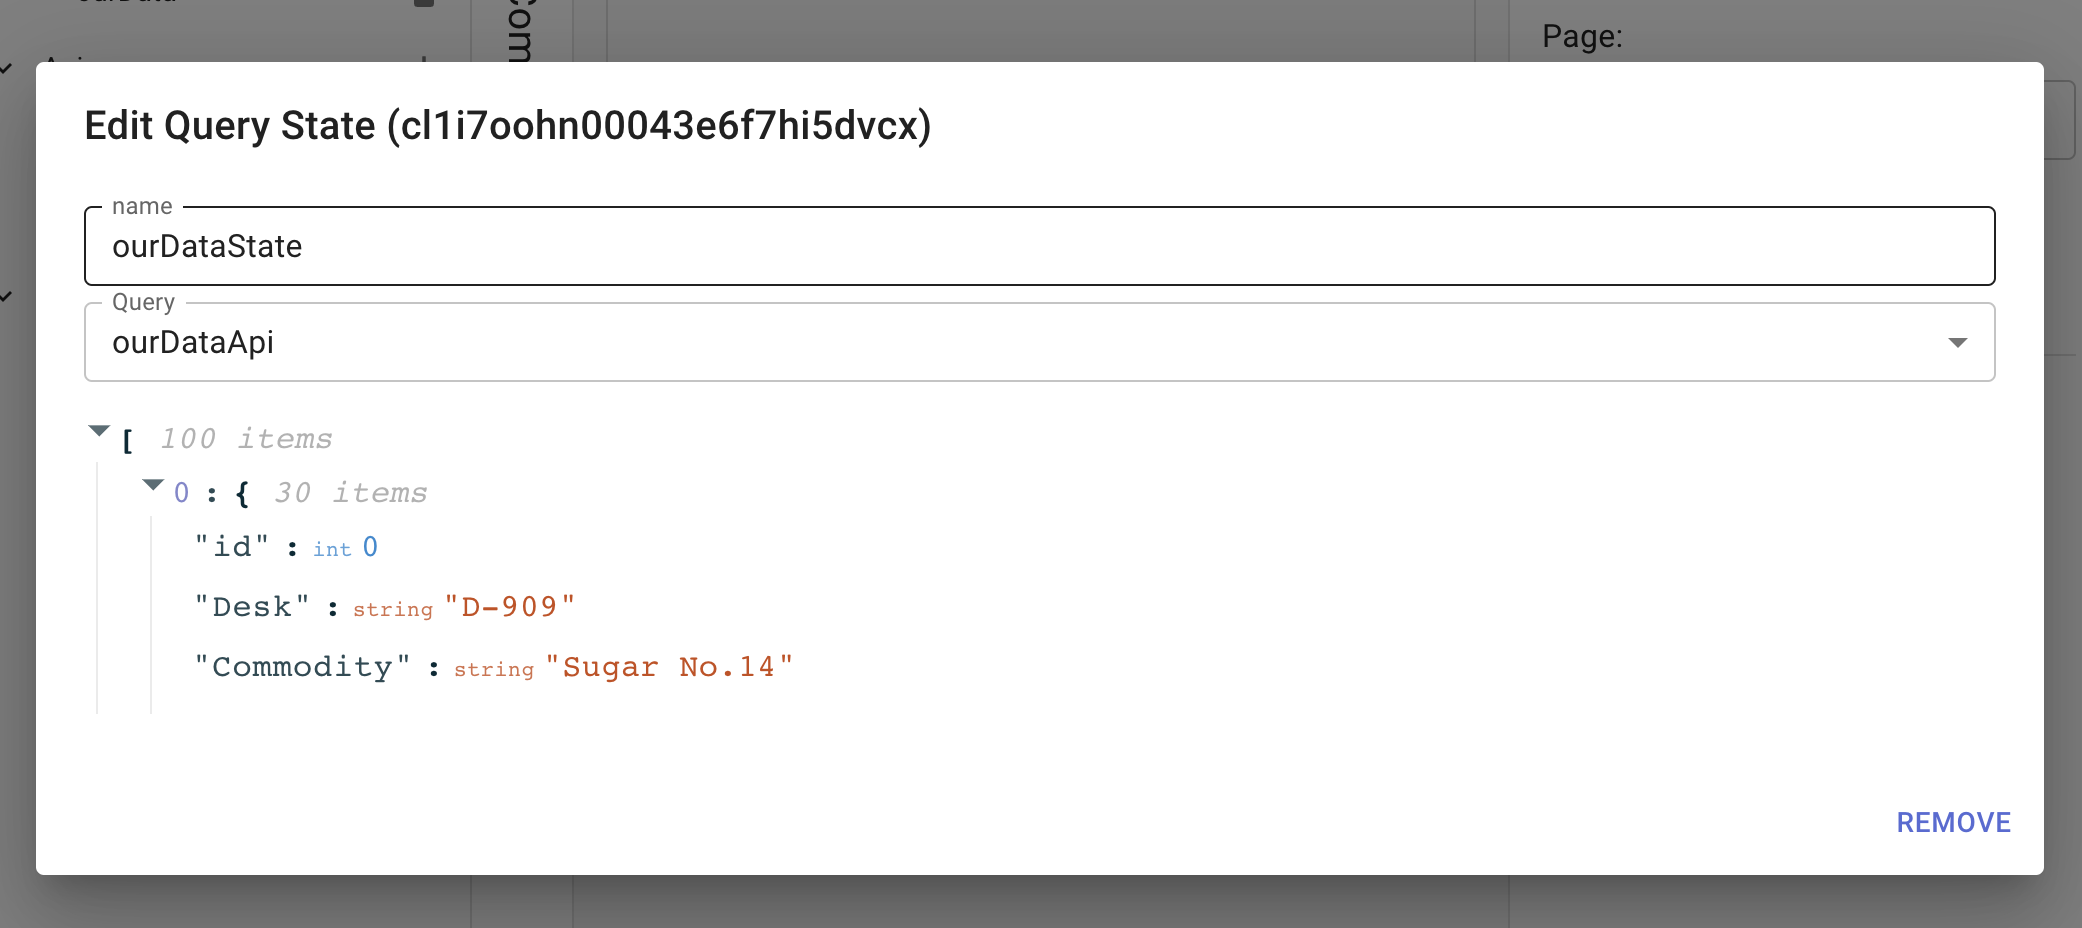 Page:
Edit Query State (cl1i7oohn00043e6f7hi5dvcx)
name
ourDataState
Query
ourDataApi
[ 100 items
0 : { 30 items
"id" : int 0
"Desk" : string "D-909"
"Commodity" : string "Sugar No.14"
REMOVE